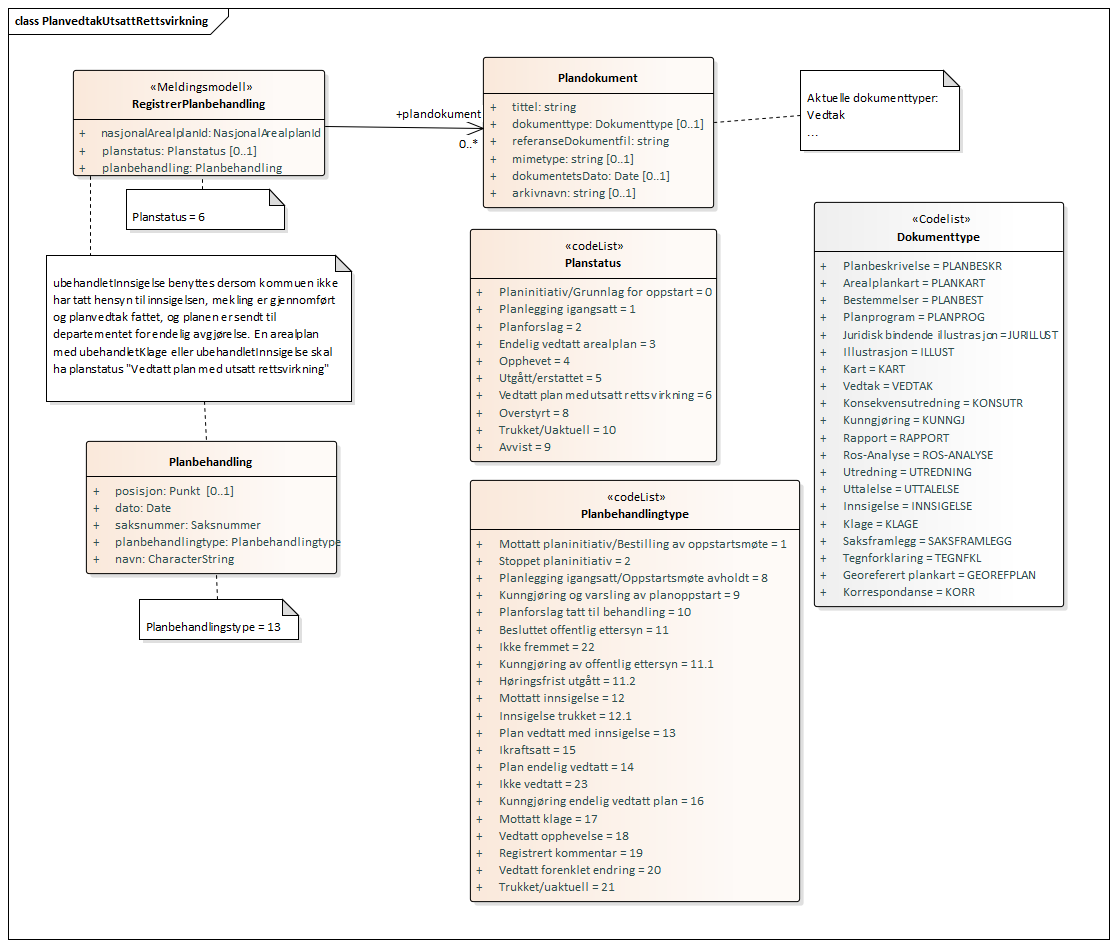 class PlanvedtakUtsattRettsvirkning
«Meldingsmodell»
RegistrerPlanbehandling
+ nasjonalArealplanId: NasjonalArealplanId
+ planstatus: Planstatus [0..1]
+ planbehandling: Planbehandling
+plandokument
0..*
Plandokument
+ tittel: string
+ dokumenttype: Dokumenttype [0..1]
+ referanseDokumentfil: string
+ mimetype: string [0..1]
+ dokumentetsDato: Date [0..1]
+ arkivnavn: string [0..1]
Aktuelle dokumenttyper:
Vedtak
...
Planstatus = 6
ubehandletInnsigelse benyttes dersom kommuen ikke
har tatt hensyn til innsigelsen, mekling er gjennomført
og planvedtak fattet, og planen er sendt til
departementet for endelig avgjørelse. En arealplan
med ubehandletKlage eller ubehandletInnsigelse skal
ha planstatus "Vedtatt plan med utsatt rettsvirkning"
Planbehandling
+ posisjon: Punkt [0..1]
+ dato: Date
+ saksnummer: Saksnummer
+ planbehandlingtype: Planbehandlingtype
+ navn: CharacterString
Planbehandlingstype = 13
«codeList»
Planstatus
+ Planinitiativ/Grunnlag for oppstart = 0
+ Planlegging igangsatt = 1
+ Planforslag = 2
+ Endelig vedtatt arealplan = 3
+ Opphevet = 4
+ Utgått/erstattet = 5
+ Vedtatt plan med utsatt rettsvirkning = 6
+ Overstyrt = 8
+ Trukket/Uaktuell = 10
+ Avvist = 9
«codeList»
Planbehandlingtype
+ Mottatt planinitiativ/Bestilling av oppstartsmøte = 1
+ Stoppet planinitiativ = 2
+ Planlegging igangsatt/Oppstartsmøte avholdt = 8
+ Kunngjøring og varsling av planoppstart = 9
+ Planforslag tatt til behandling = 10
+ Besluttet offentlig ettersyn = 11
+ Ikke fremmet = 22
+ Kunngjøring av offentlig ettersyn = 11.1
+ Høringsfrist utgått = 11.2
+ Mottatt innsigelse = 12
+ Innsigelse trukket = 12.1
+ Plan vedtatt med innsigelse = 13
+ Ikraftsatt = 15
+ Plan endelig vedtatt = 14
+ Ikke vedtatt = 23
+ Kunngjøring endelig vedtatt plan = 16
+ Mottatt klage = 17
+ Vedtatt opphevelse = 18
+ Registrert kommentar = 19
+ Vedtatt forenklet endring = 20
+ Trukket/uaktuell = 21
«Codelist»
Dokumenttype
+ Planbeskrivelse = PLANBESKR
+ Arealplankart = PLANKART
+ Bestemmelser = PLANBEST
+ Planprogram = PLANPROG
+ Juridisk bindende illustrasjon = JURILLUST
+ Illustrasjon = ILLUST
+ Kart = KART
+ Vedtak = VEDTAK
+ Konsekvensutredning = KONSUTR
+ Kunngjøring = KUNNGJ
+ Rapport = RAPPORT
+ Ros-Analyse = ROS-ANALYSE
+ Utredning = UTREDNING
+ Uttalelse = UTTALELSE
+ Innsigelse = INNSIGELSE
+ Klage = KLAGE
+ Saksframlegg = SAKSFRAMLEGG
+ Tegnforklaring = TEGNFKL
+ Georefert plankart = GEOREFPLAN
+ Korrespondanse = KORR